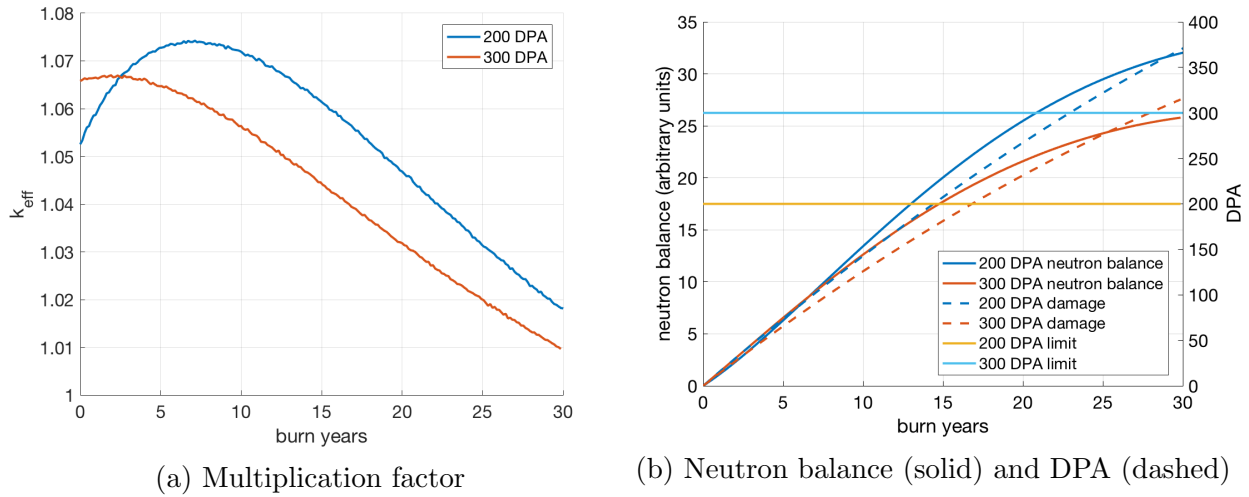 1.08
1.07
1.06
1.05
1.04
1.03
1.02
1.01
1
k_eff
0 5 10 15 20 25 30
burn years
200 DPA
300 DPA
(a) Multiplication factor
35
30
25
20
15
10
5
0
neutron balance (arbitrary units)
400
350
300
250
200
150
100
50
0
DPA
0 5 10 15 20 25 30
burn years
200 DPA neutron balance
300 DPA neutron balance
200 DPA damage
300 DPA damage
200 DPA limit
300 DPA limit
(b) Neutron balance (solid) and DPA (dashed)